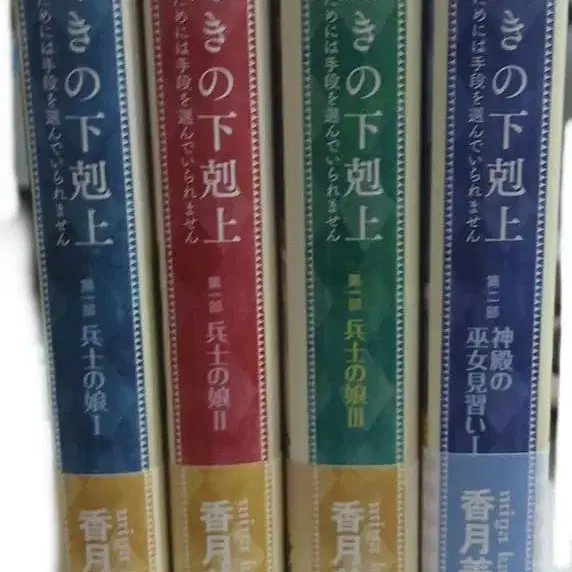 きの下剋上
ためには手段を選んでいられません
第一部 兵士の娘I
香月
きの下剋上
ためには手段を選んでいられません
第一部 兵士の娘II
香月
きの下剋上
ためには手段を選んでいられません
第一部 兵士の娘III
香月
きの下剋上
ためには手段を選んでいられません
第二部 神殿の
巫女見習いI
香月美
miya